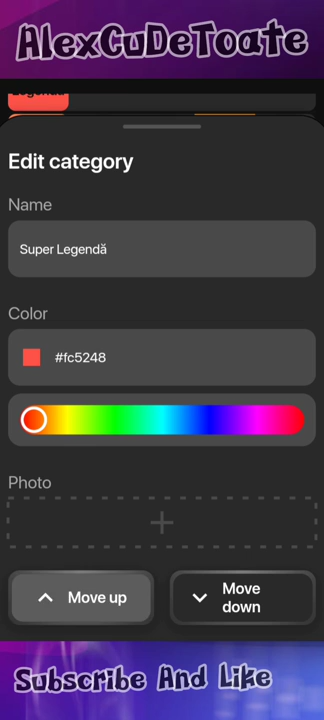 AlexCuDeToate
Edit category
Name
Super Legendă
Color
#fc5248
Photo
Move up
Move
down
Subscribe And Like